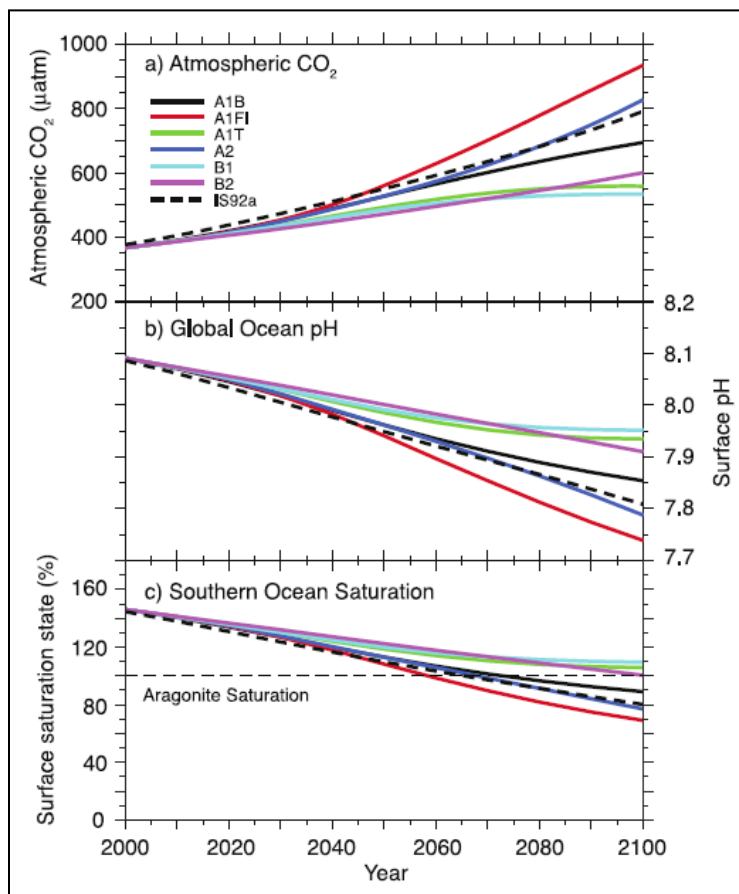 1000
a) Atmospheric CO₂
Atmospheric CO₂ (µatm)
800
A1B
A1FI
A1T
600
A2
B1
B2
IS92a
400
200
8.2
b) Global Ocean pH
8.1
8.0
Surface pH
7.9
7.8
7.7
160
c) Southern Ocean Saturation
Surface saturation state (%)
120
80
Aragonite Saturation
40
0
2000 2020 2040 2060 2080 2100
Year